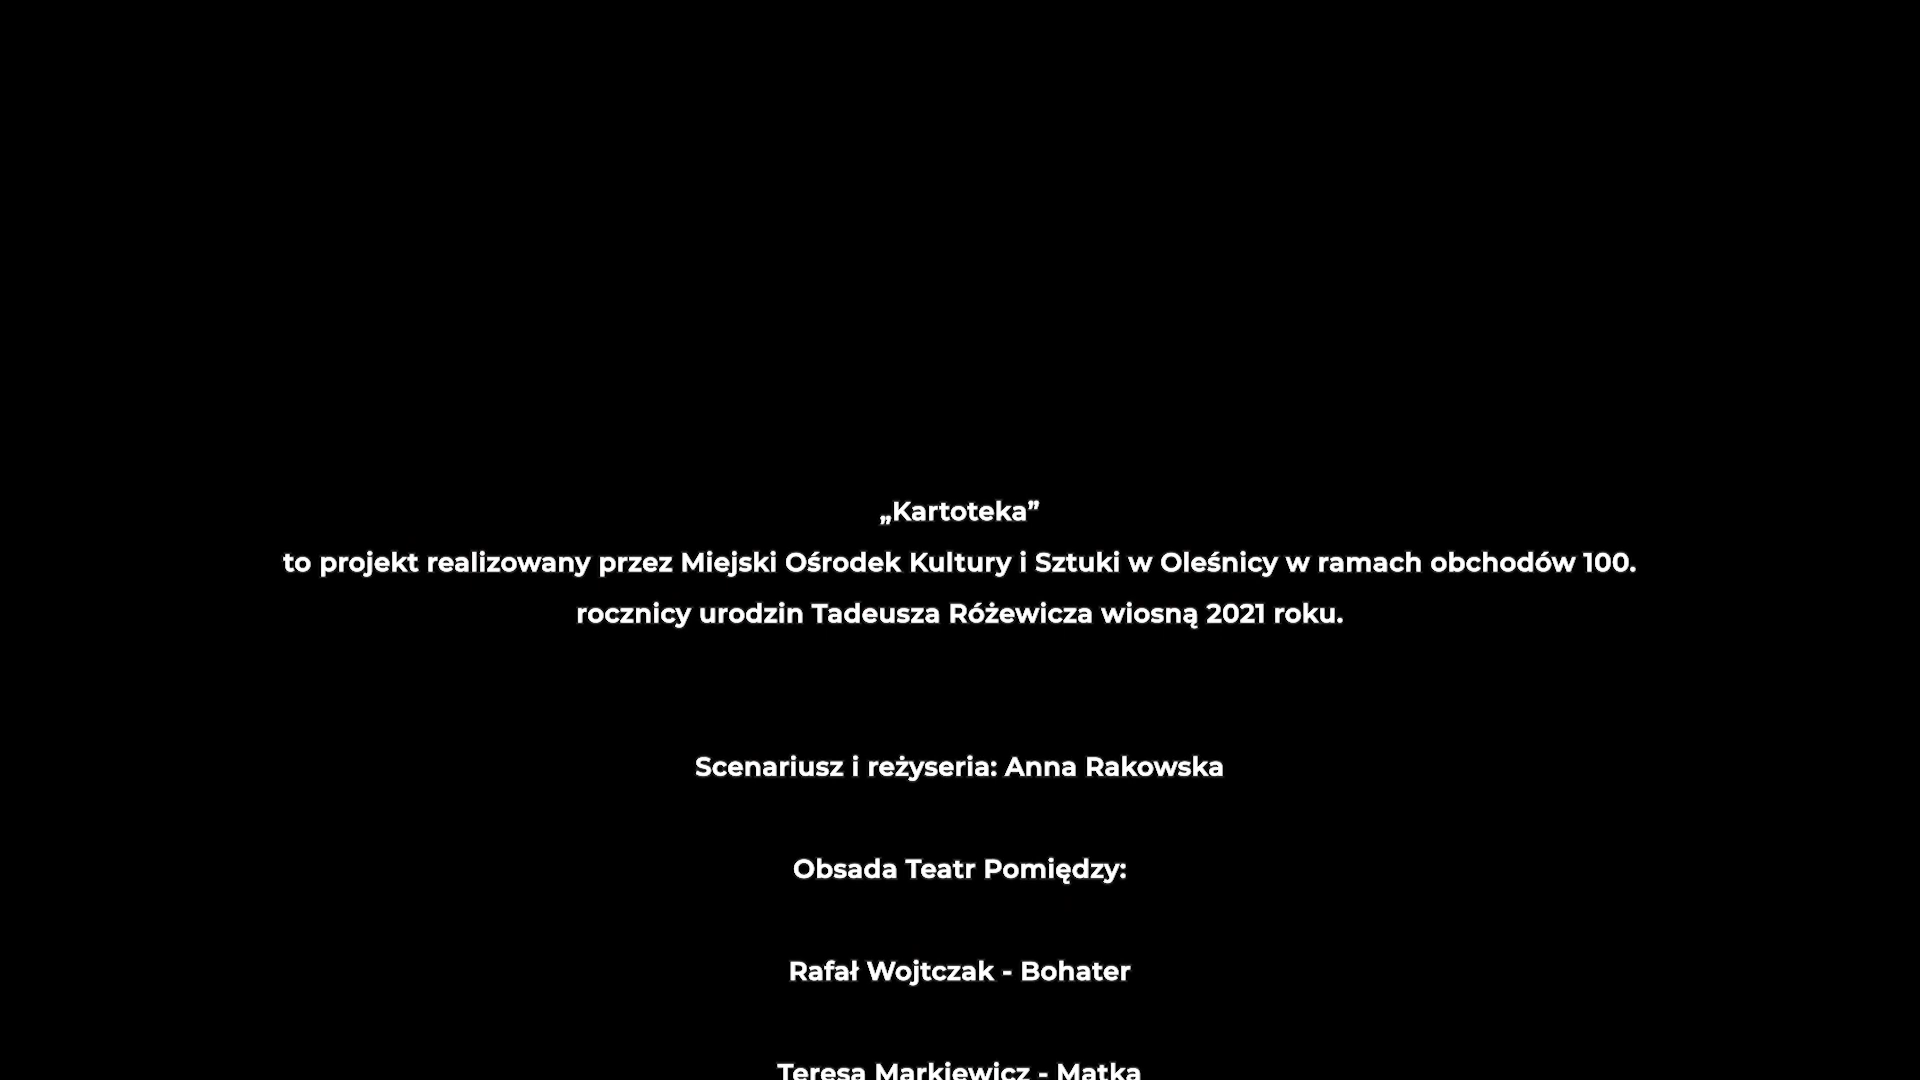 „Kartoteka”
to projekt realizowany przez Miejski Ośrodek Kultury i Sztuki w Oleśnicy w ramach obchodów 100.
rocznicy urodzin Tadeusza Różewicza wiosną 2021 roku.
Scenariusz i reżyseria: Anna Rakowska
Obsada Teatr Pomiędzy:
Rafał Wojtczak - Bohater
Teresa Markiewicz - Matka